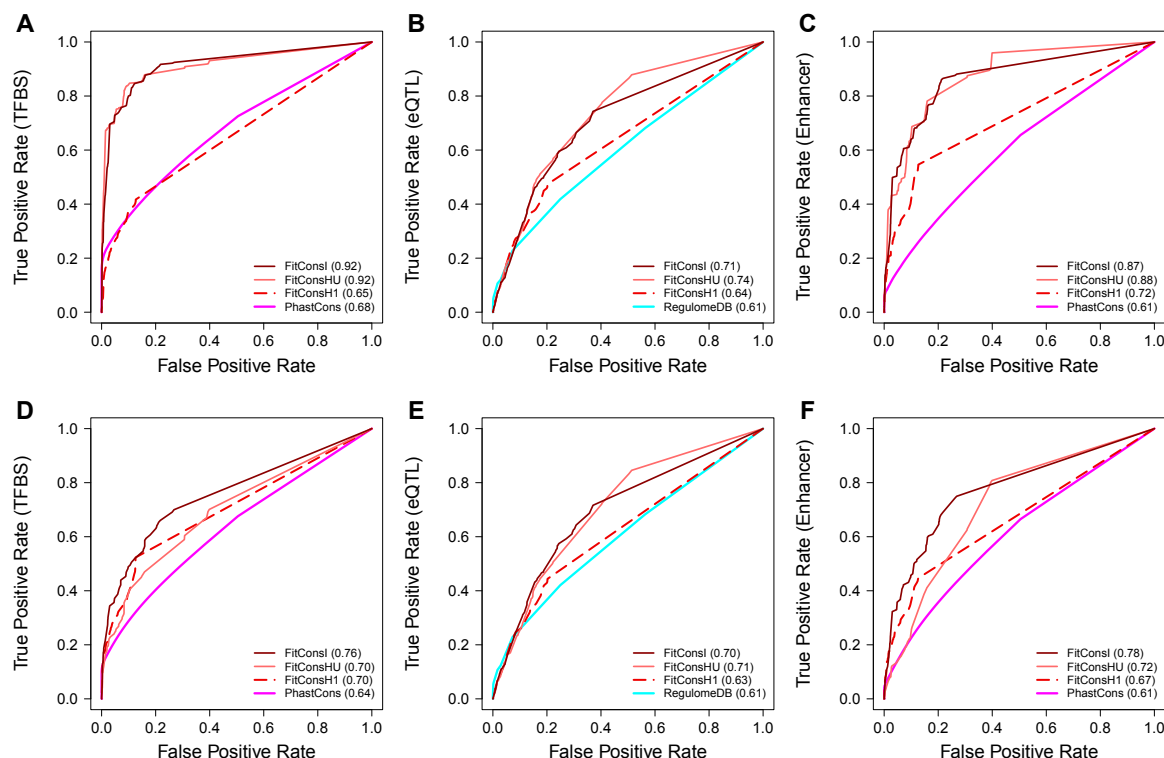 A
True Positive Rate (TFBS)
1.0
0.8
0.6
0.4
0.2
0.0
FitConsI (0.92)
FitConsHU (0.92)
FitConsH1 (0.65)
PhastCons (0.68)
0.0 0.2 0.4 0.6 0.8 1.0
False Positive Rate
B
True Positive Rate (eQTL)
1.0
0.8
0.6
0.4
0.2
0.0
FitConsI (0.71)
FitConsHU (0.74)
FitConsH1 (0.64)
RegulomeDB (0.61)
0.0 0.2 0.4 0.6 0.8 1.0
False Positive Rate
C
True Positive Rate (Enhancer)
1.0
0.8
0.6
0.4
0.2
0.0
FitConsI (0.87)
FitConsHU (0.88)
FitConsH1 (0.72)
PhastCons (0.61)
0.0 0.2 0.4 0.6 0.8 1.0
False Positive Rate
D
True Positive Rate (TFBS)
1.0
0.8
0.6
0.4
0.2
0.0
FitConsI (0.76)
FitConsHU (0.70)
FitConsH1 (0.70)
PhastCons (0.64)
0.0 0.2 0.4 0.6 0.8 1.0
False Positive Rate
E
True Positive Rate (eQTL)
1.0
0.8
0.6
0.4
0.2
0.0
FitConsI (0.70)
FitConsHU (0.71)
FitConsH1 (0.63)
RegulomeDB (0.61)
0.0 0.2 0.4 0.6 0.8 1.0
False Positive Rate
F
True Positive Rate (Enhancer)
1.0
0.8
0.6
0.4
0.2
0.0
FitConsI (0.78)
FitConsHU (0.72)
FitConsH1 (0.67)
PhastCons (0.61)
0.0 0.2 0.4 0.6 0.8 1.0
False Positive Rate